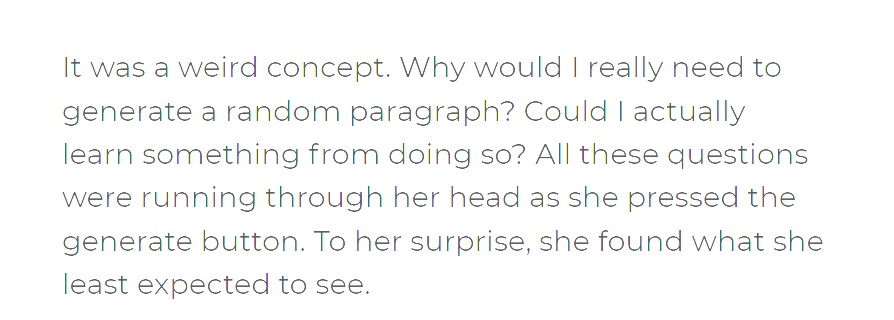 It was a weird concept. Why would I really need to
generate a random paragraph? Could I actually
learn something from doing so? All these questions
were running through her head as she pressed the
generate button. To her surprise, she found what she
least expected to see.